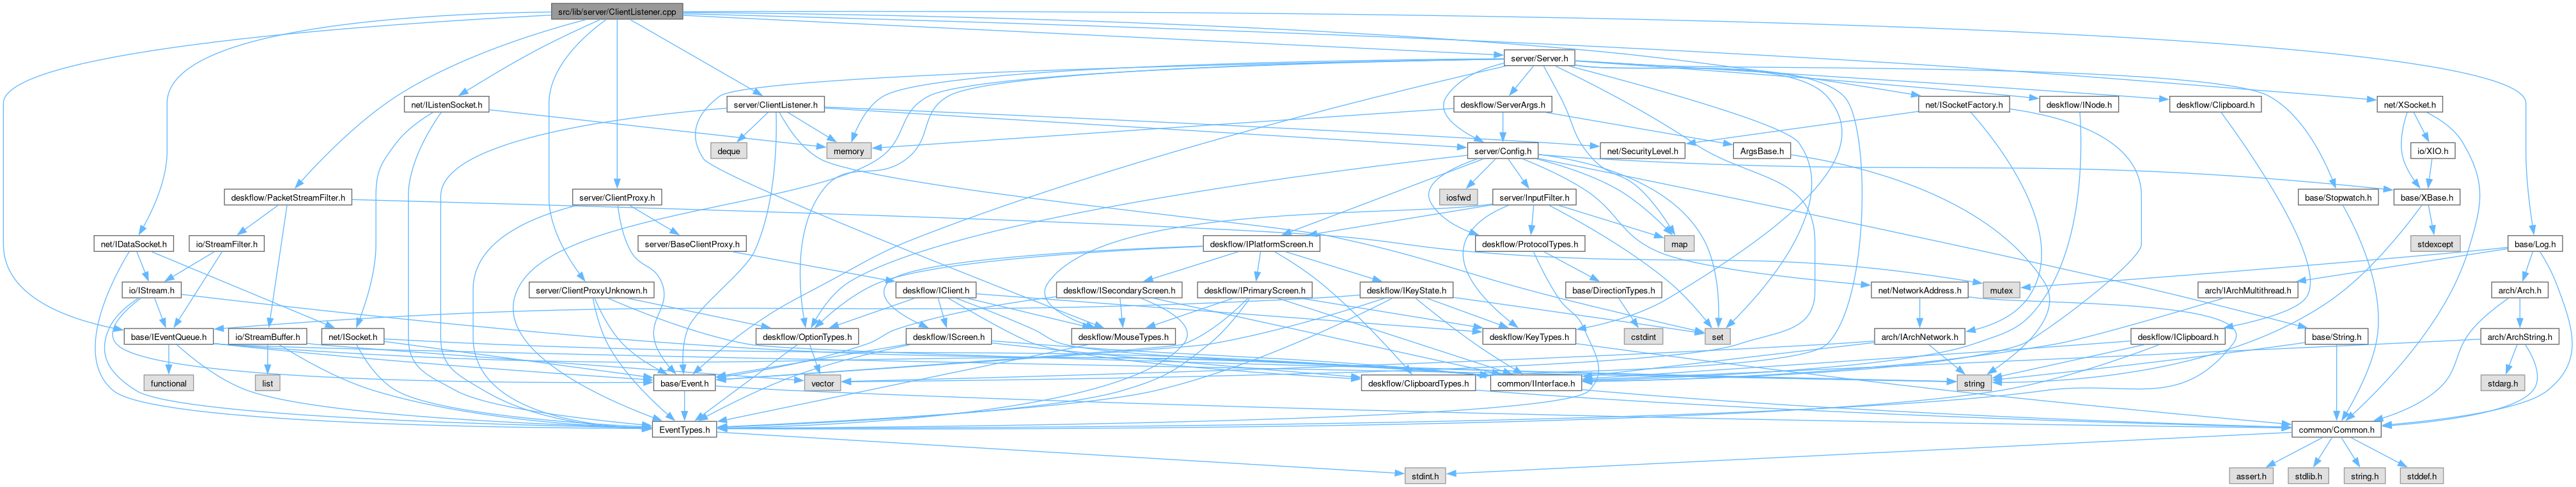 src/lib/server/ClientListener.cpp
server/Server.h
net/IListenSocket.h
server/ClientListener.h
deskflow/ServerArgs.h
net/ISocketFactory.h
deskflow/INode.h
deskflow/Clipboard.h
net/XSocket.h
deque
memory
server/Config.h
net/SecurityLevel.h
ArgsBase.h
io/XIO.h
deskflow/PacketStreamFilter.h
server/ClientProxy.h
iosfwd
server/InputFilter.h
base/Stopwatch.h
base/XBase.h
net/IDataSocket.h
io/StreamFilter.h
server/BaseClientProxy.h
deskflow/IPlatformScreen.h
deskflow/ProtocolTypes.h
map
stdexcept
base/Log.h
io/IStream.h
server/ClientProxyUnknown.h
deskflow/IClient.h
deskflow/ISecondaryScreen.h
deskflow/IPrimaryScreen.h
deskflow/IKeyState.h
base/DirectionTypes.h
net/NetworkAddress.h
mutex
arch/IArchMultithread.h
arch/Arch.h
base/IEventQueue.h
io/StreamBuffer.h
net/ISocket.h
deskflow/OptionTypes.h
deskflow/IScreen.h
deskflow/MouseTypes.h
deskflow/KeyTypes.h
cstdint
set
arch/IArchNetwork.h
deskflow/IClipboard.h
base/String.h
arch/ArchString.h
functional
list
base/Event.h
vector
deskflow/ClipboardTypes.h
common/IInterface.h
string
stdarg.h
EventTypes.h
common/Common.h
stdint.h
assert.h
stdlib.h
string.h
stddef.h